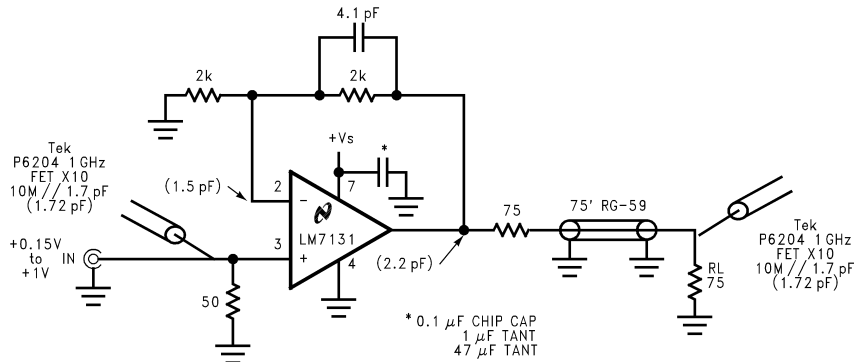 4.1 pF
2k
2k
Tek
P6204 1 GHz
FET X10
10M // 1.7 pF
(1.72 pF)
+Vs
*
(1.5 pF)
2
7
-
LM7131
3
+
4
+0.15V
to
+1V
IN
50
(2.2 pF)
75
75' RG-59
RL
75
Tek
P6204 1 GHz
FET X10
10M // 1.7 pF
(1.72 pF)
* 0.1 µF CHIP CAP
1 µF TANT
47 µF TANT